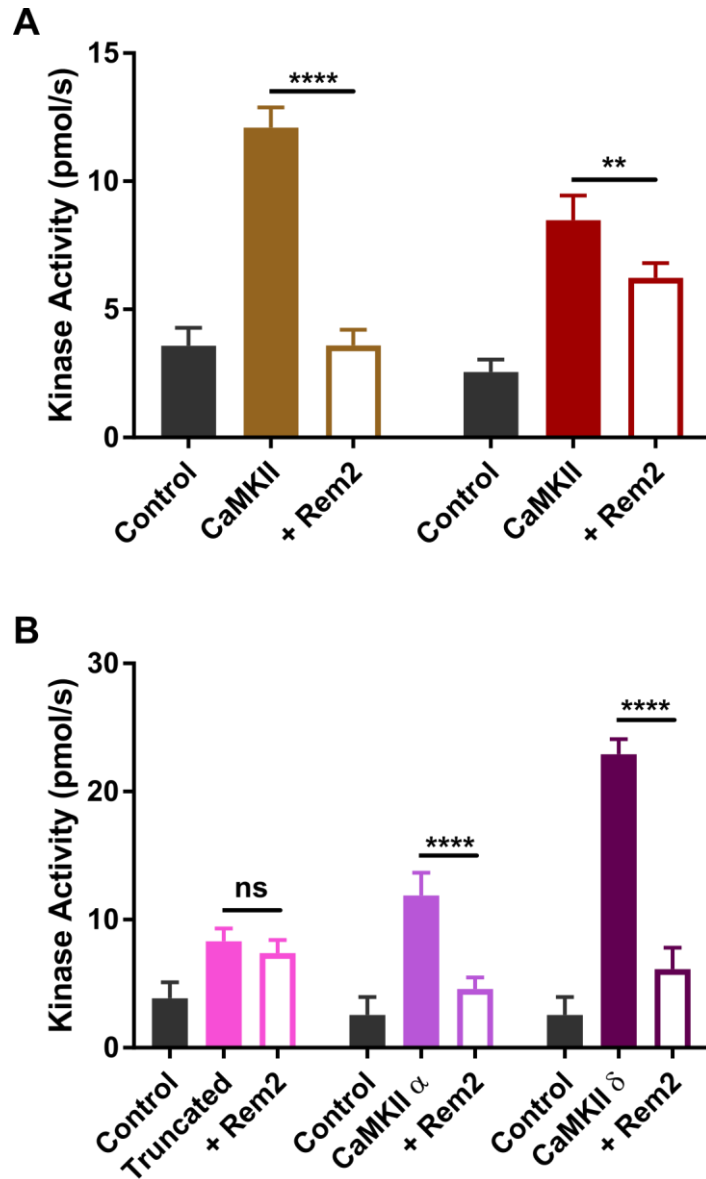 A
Kinase Activity (pmol/s)
15
10
5
0
****
**
Control
CaMKII
+ Rem2
Control
CaMKII
+ Rem2
B
Kinase Activity (pmol/s)
30
20
10
0
ns
****
****
Control
Truncated
+ Rem2
Control
CaMKII α
+ Rem2
Control
CaMKII δ
+ Rem2